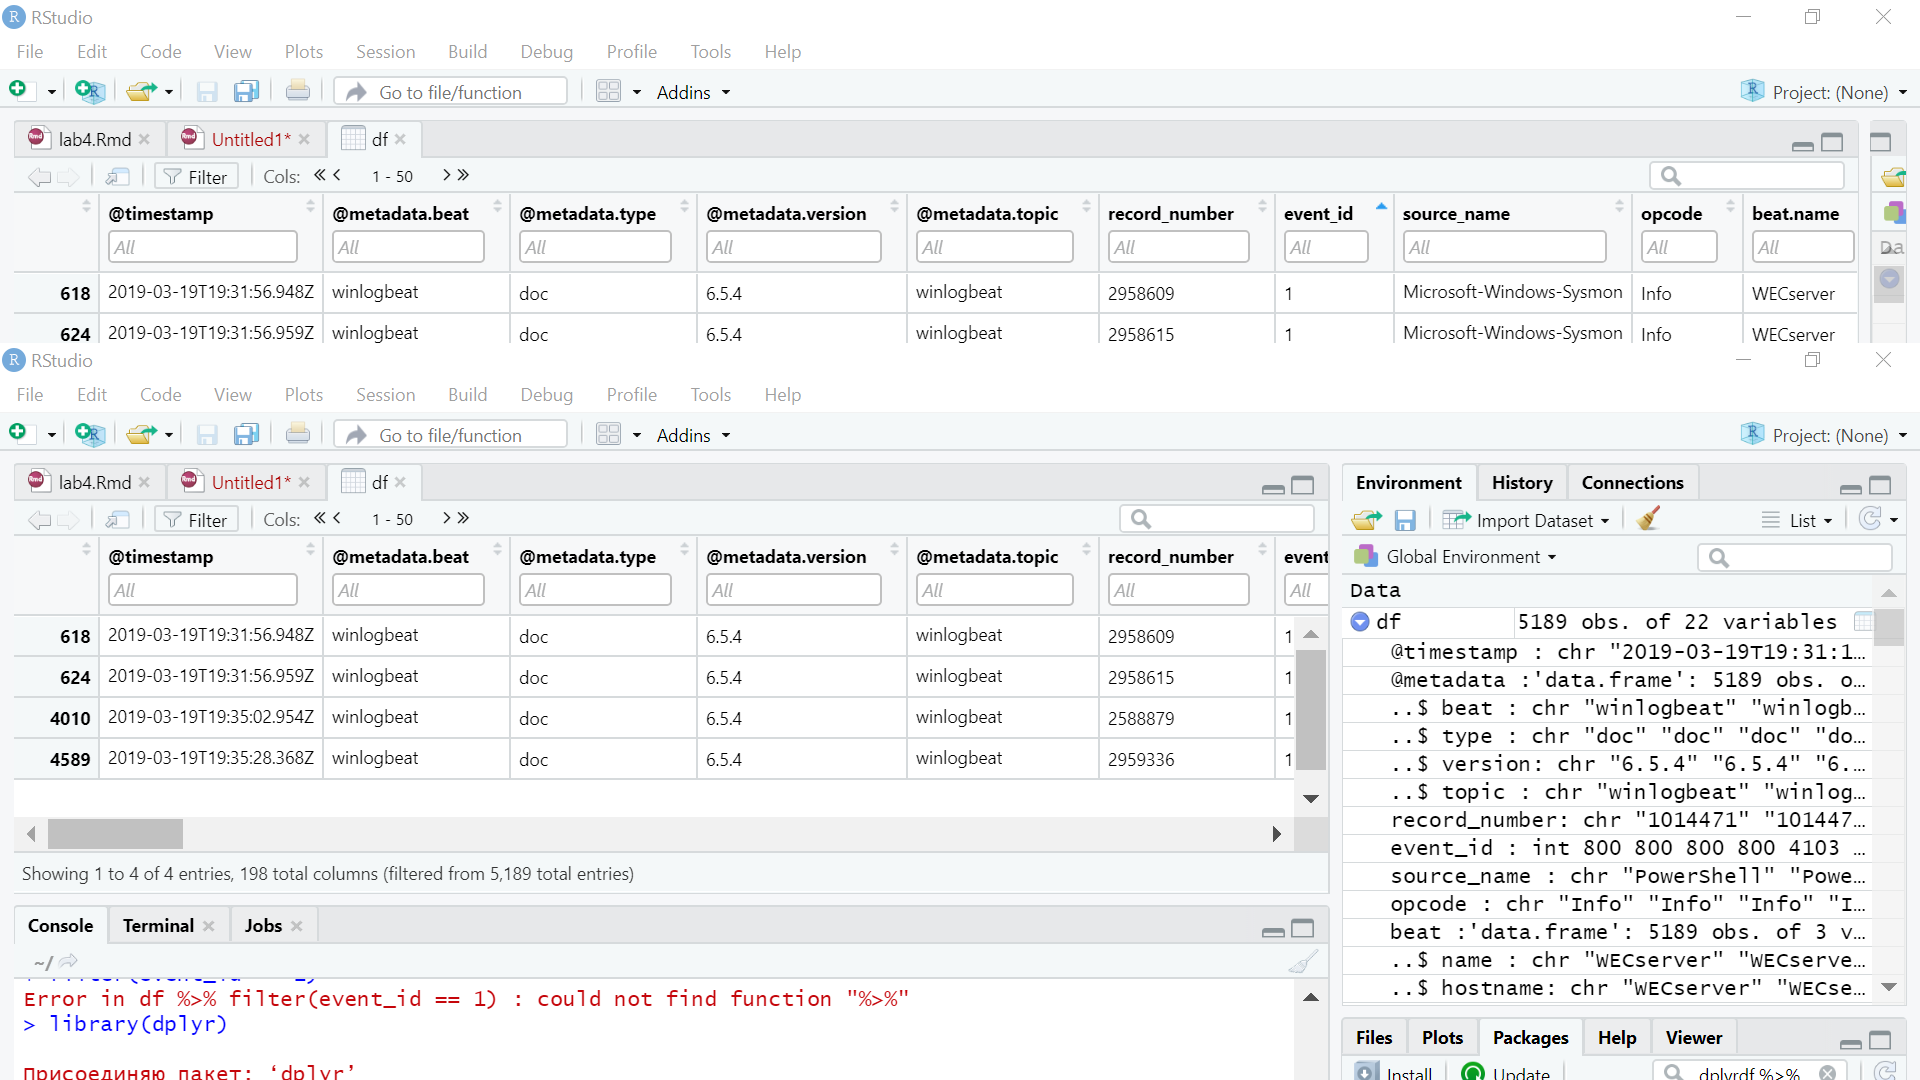 RStudio
File Edit Code View Plots Session Build Debug Profile Tools Help
Go to file/function Addins Project: (None)
lab4.Rmd Untitled1* df
Filter Cols: 1 - 50
@timestamp @metadata.beat @metadata.type @metadata.version @metadata.topic record_number event_id source_name opcode beat.name
All All All All All All All All All All
618 2019-03-19T19:31:56.948Z winlogbeat doc 6.5.4 winlogbeat 2958609 1 Microsoft-Windows-Sysmon Info WECserver
624 2019-03-19T19:31:56.959Z winlogbeat doc 6.5.4 winlogbeat 2958615 1 Microsoft-Windows-Sysmon Info WECserver
Da
RStudio
File Edit Code View Plots Session Build Debug Profile Tools Help
Go to file/function Addins Project: (None)
lab4.Rmd Untitled1* df
Filter Cols: 1 - 50
@timestamp @metadata.beat @metadata.type @metadata.version @metadata.topic record_number event
All All All All All All All
618 2019-03-19T19:31:56.948Z winlogbeat doc 6.5.4 winlogbeat 2958609 1
624 2019-03-19T19:31:56.959Z winlogbeat doc 6.5.4 winlogbeat 2958615 1
4010 2019-03-19T19:35:02.954Z winlogbeat doc 6.5.4 winlogbeat 2588879 1
4589 2019-03-19T19:35:28.368Z winlogbeat doc 6.5.4 winlogbeat 2959336 1
Showing 1 to 4 of 4 entries, 198 total columns (filtered from 5,189 total entries)
Console Terminal Jobs
~/
Error in df %>% filter(event_id == 1) : could not find function "%>%"
> library(dplyr)
Присоединяю пакет: ‘dplyr’
Environment History Connections
Import Dataset List
Global Environment
Data
df 5189 obs. of 22 variables
@timestamp : chr "2019-03-19T19:31:1…
@metadata :'data.frame': 5189 obs. o…
..$ beat : chr "winlogbeat" "winlogb…
..$ type : chr "doc" "doc" "doc" "do…
..$ version: chr "6.5.4" "6.5.4" "6.…
..$ topic : chr "winlogbeat" "winlog…
record_number: chr "1014471" "101447…
event_id : int 800 800 800 800 4103 …
source_name : chr "PowerShell" "Powe…
opcode : chr "Info" "Info" "Info" "I…
beat :'data.frame': 5189 obs. of 3 v…
..$ name : chr "WECserver" "WECserve…
..$ hostname: chr "WECserver" "WECse…
Files Plots Packages Help Viewer
Install Update dplyrdf %>%